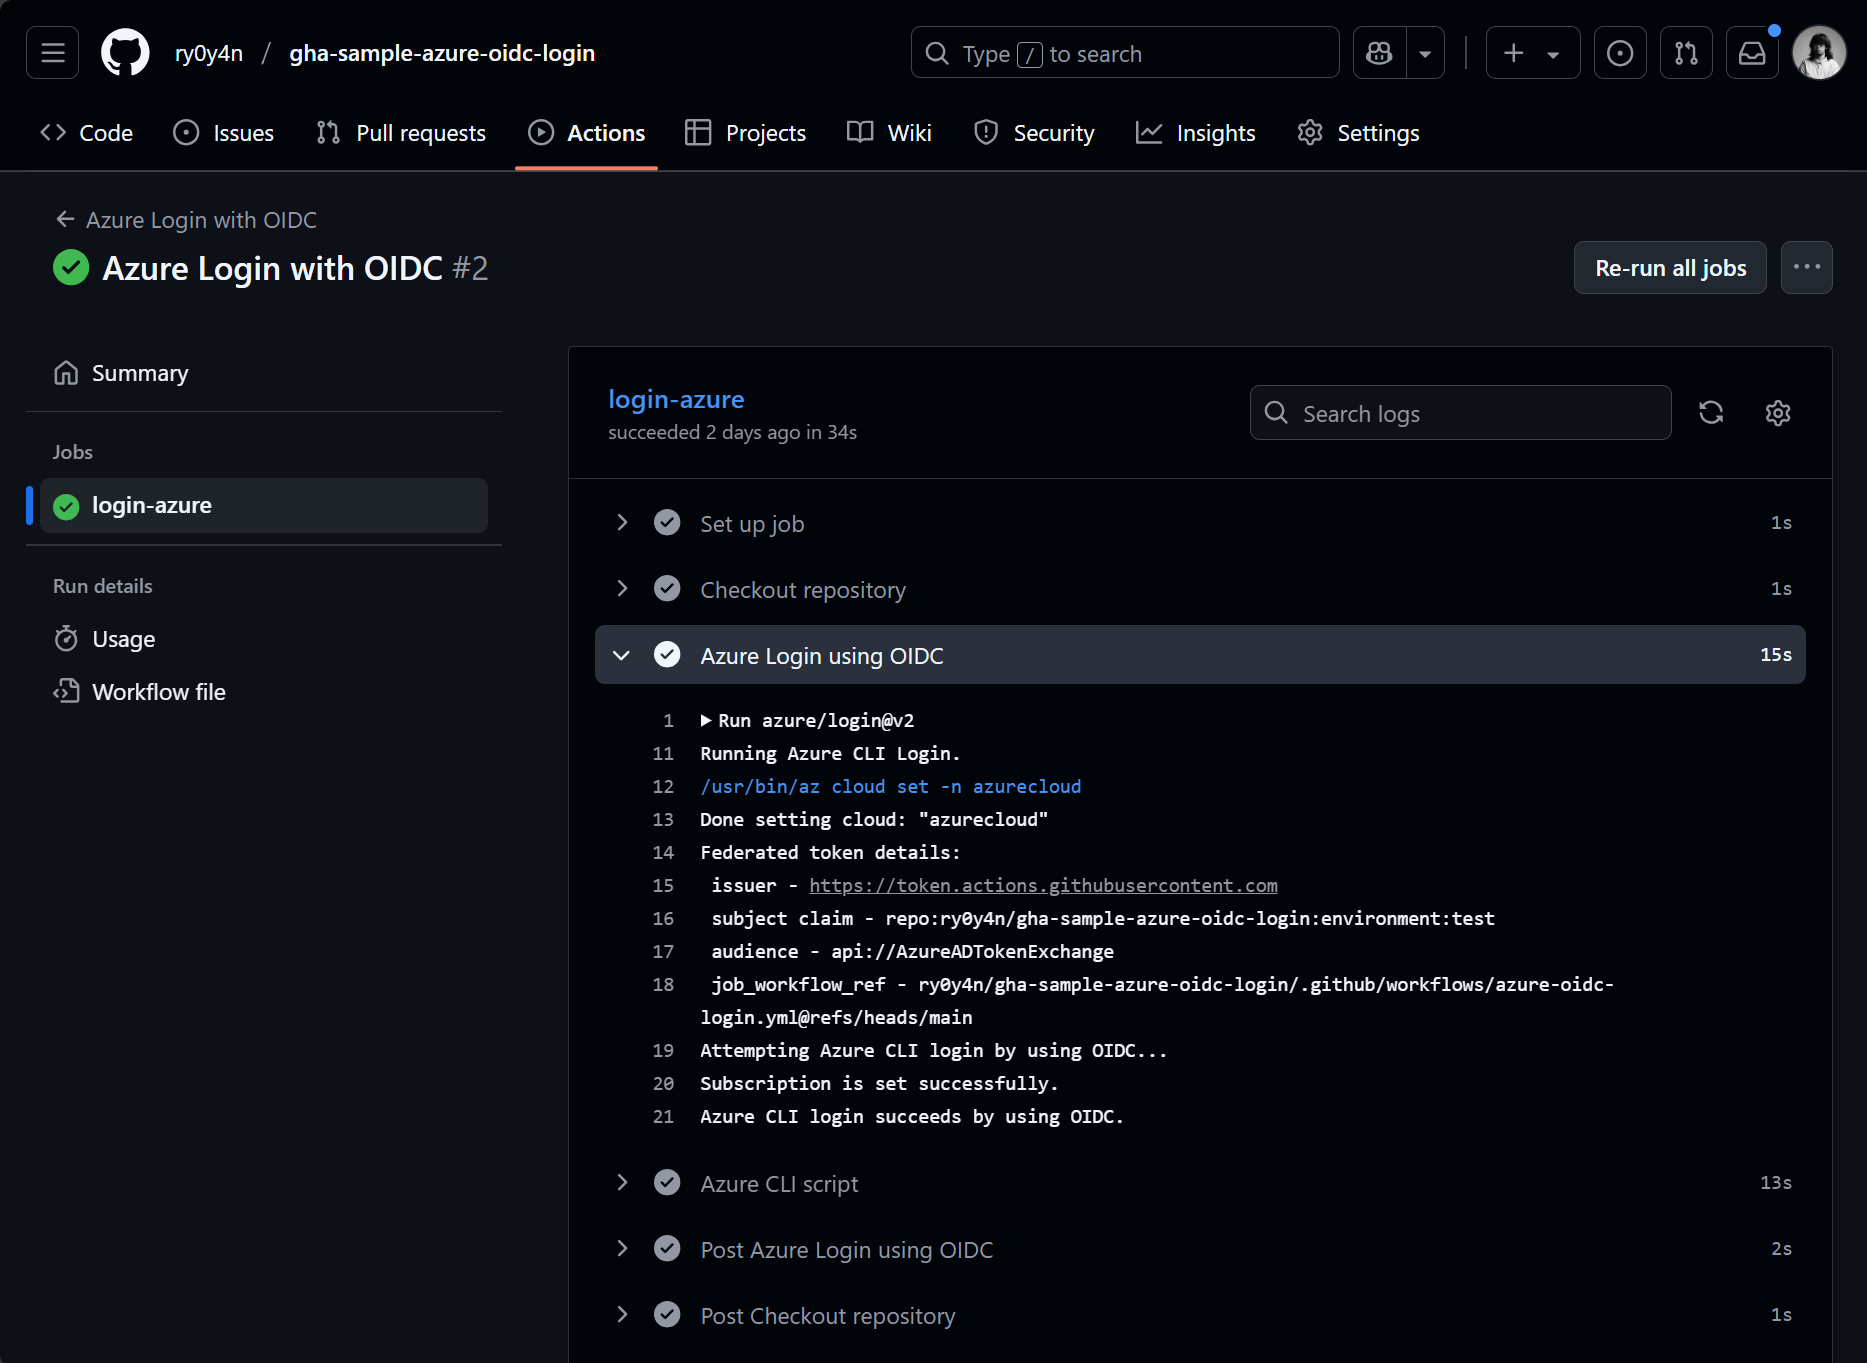 ry0y4n / gha-sample-azure-oidc-login
Type / to search
Code
Issues
Pull requests
Actions
Projects
Wiki
Security
Insights
Settings
Azure Login with OIDC
Azure Login with OIDC #2
Re-run all jobs
Summary
Jobs
login-azure
Run details
Usage
Workflow file
login-azure
succeeded 2 days ago in 34s
Search logs
Set up job 1s
Checkout repository 1s
Azure Login using OIDC 15s
1 Run azure/login@v2
11 Running Azure CLI Login.
12 /usr/bin/az cloud set -n azurecloud
13 Done setting cloud: "azurecloud"
14 Federated token details:
15 issuer - https://token.actions.githubusercontent.com
16 subject claim - repo:ry0y4n/gha-sample-azure-oidc-login:environment:test
17 audience - api://AzureADTokenExchange
18 job_workflow_ref - ry0y4n/gha-sample-azure-oidc-login/.github/workflows/azure-oidc-
login.yml@refs/heads/main
19 Attempting Azure CLI login by using OIDC...
20 Subscription is set successfully.
21 Azure CLI login succeeds by using OIDC.
Azure CLI script 13s
Post Azure Login using OIDC 2s
Post Checkout repository 1s